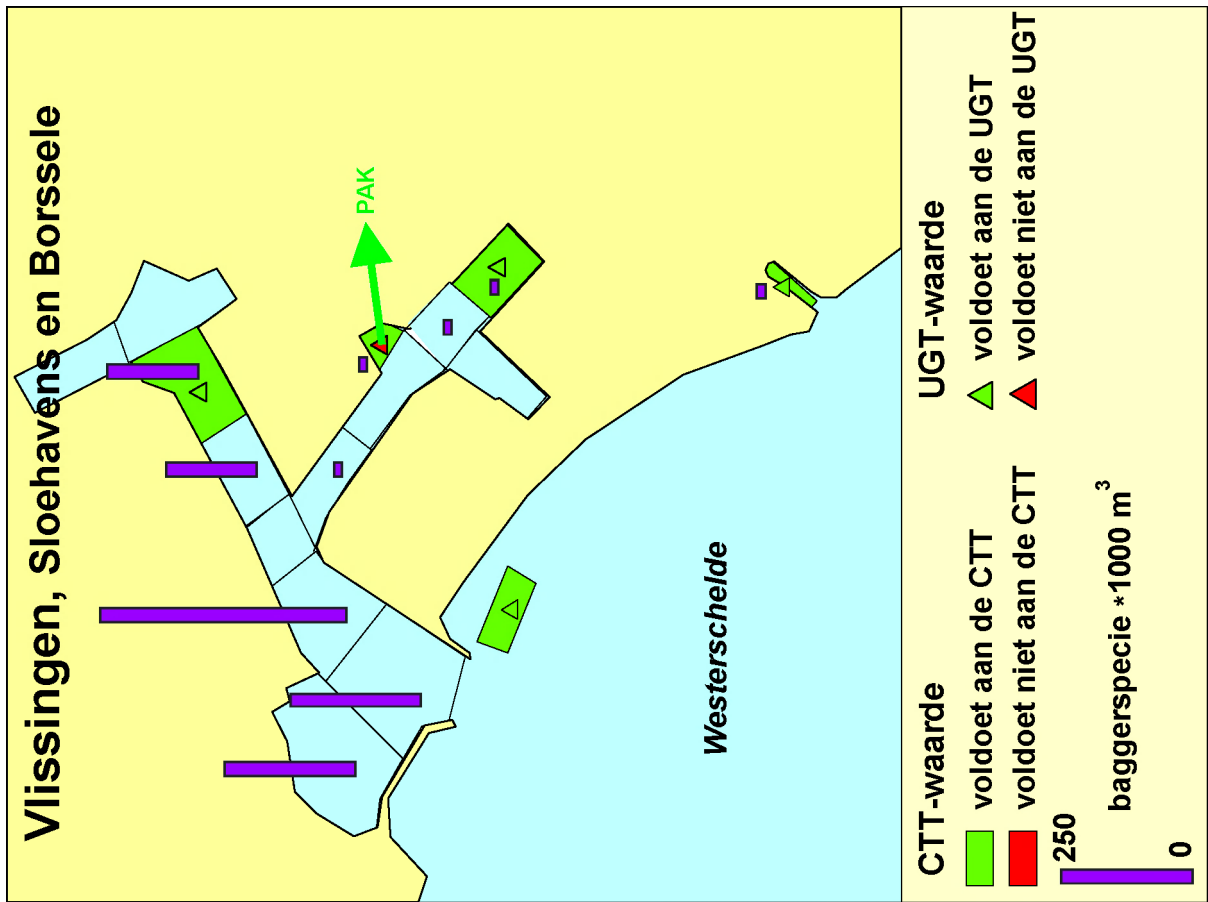 Vlissingen, Sloehavens en Borssele
PAK
Westerschelde
CTT-waarde
voldoet aan de CTT
voldoet niet aan de CTT
UGT-waarde
voldoet aan de UGT
voldoet niet aan de UGT
250
0
baggerspecie *1000 m³